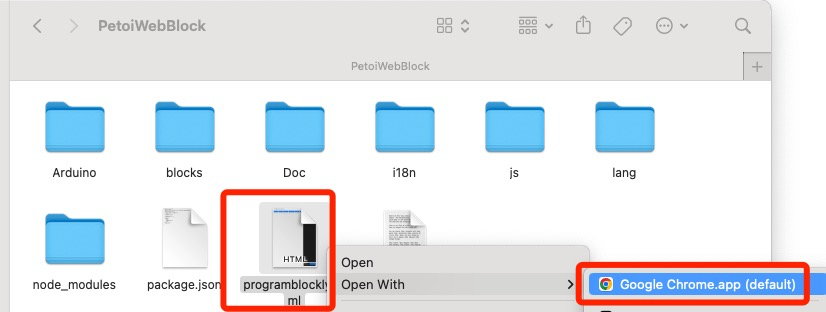 PetoiWebBlock
PetoiWebBlock
Arduino
blocks
Doc
i18n
js
lang
HTML
node_modules
package.json
programblockly
ml
Open
Open With
Google Chrome.app (default)